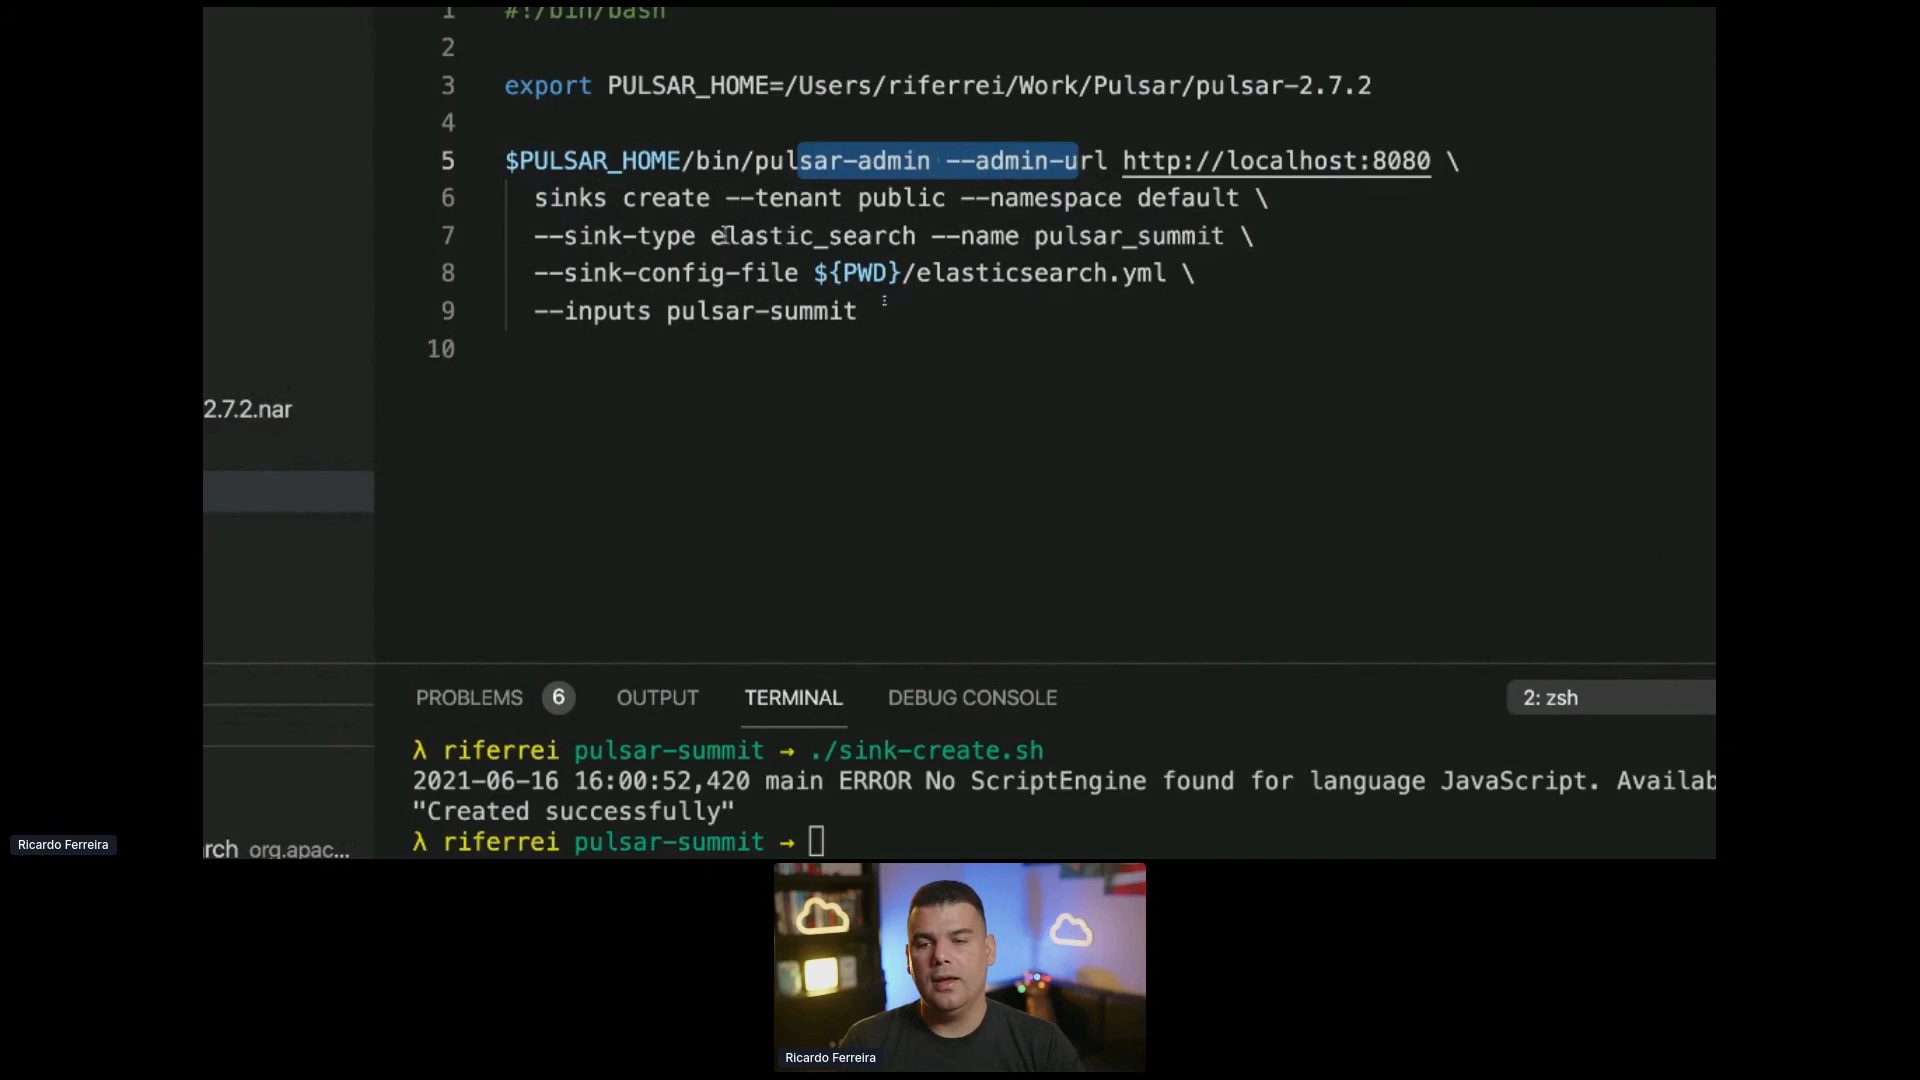 1 #!/bin/bash
2
3 export PULSAR_HOME=/Users/riferrei/Work/Pulsar/pulsar-2.7.2
4
5 $PULSAR_HOME/bin/pulsar-admin --admin-url http://localhost:8080 \
6 sinks create --tenant public --namespace default \
7 --sink-type elastic_search --name pulsar_summit \
8 --sink-config-file ${PWD}/elasticsearch.yml \
9 --inputs pulsar-summit
10
2.7.2.nar
PROBLEMS 6 OUTPUT TERMINAL DEBUG CONSOLE 2: zsh
λ riferrei pulsar-summit → ./sink-create.sh
2021-06-16 16:00:52,420 main ERROR No ScriptEngine found for language JavaScript. Availab
"Created successfully"
λ riferrei pulsar-summit →
rch org.apac...
Ricardo Ferreira
Ricardo Ferreira